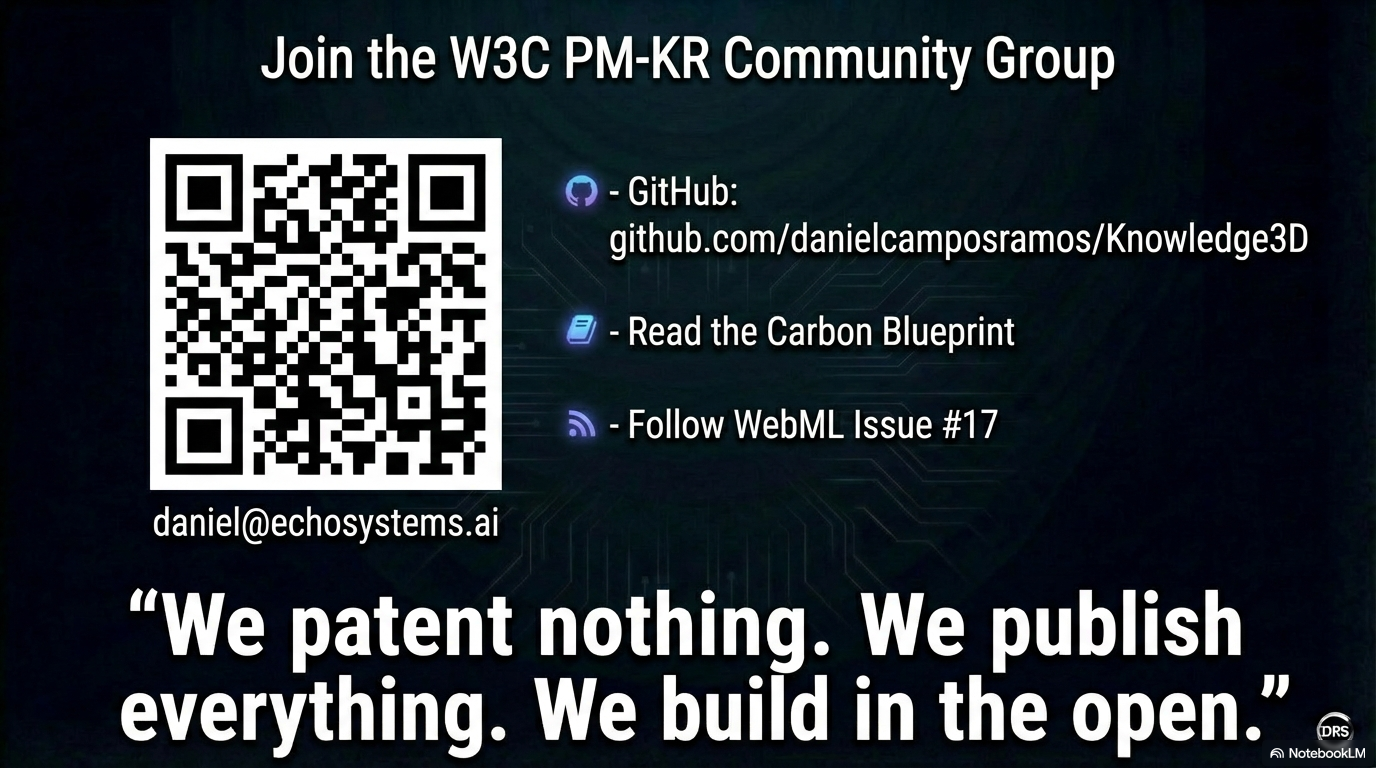 Join the W3C PM-KR Community Group
- GitHub:
github.com/danielcamposramos/Knowledge3D
- Read the Carbon Blueprint
- Follow WebML Issue #17
daniel@echosystems.ai
“We patent nothing. We publish
everything. We build in the open.”
DRS
NotebookLM